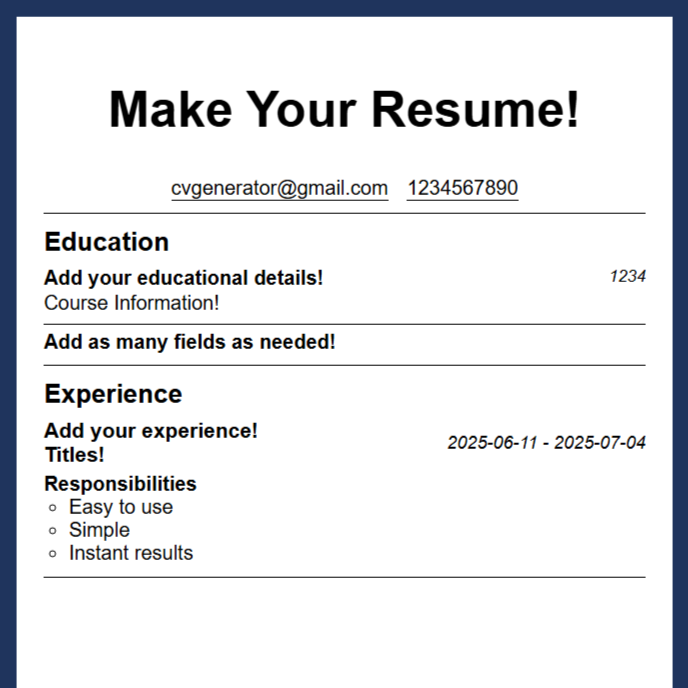 Make Your Resume!
cvgenerator@gmail.com 1234567890
Education
Add your educational details! 1234
Course Information!
Add as many fields as needed!
Experience
Add your experience!
Titles! 2025-06-11 - 2025-07-04
Responsibilities
Easy to use
Simple
Instant results